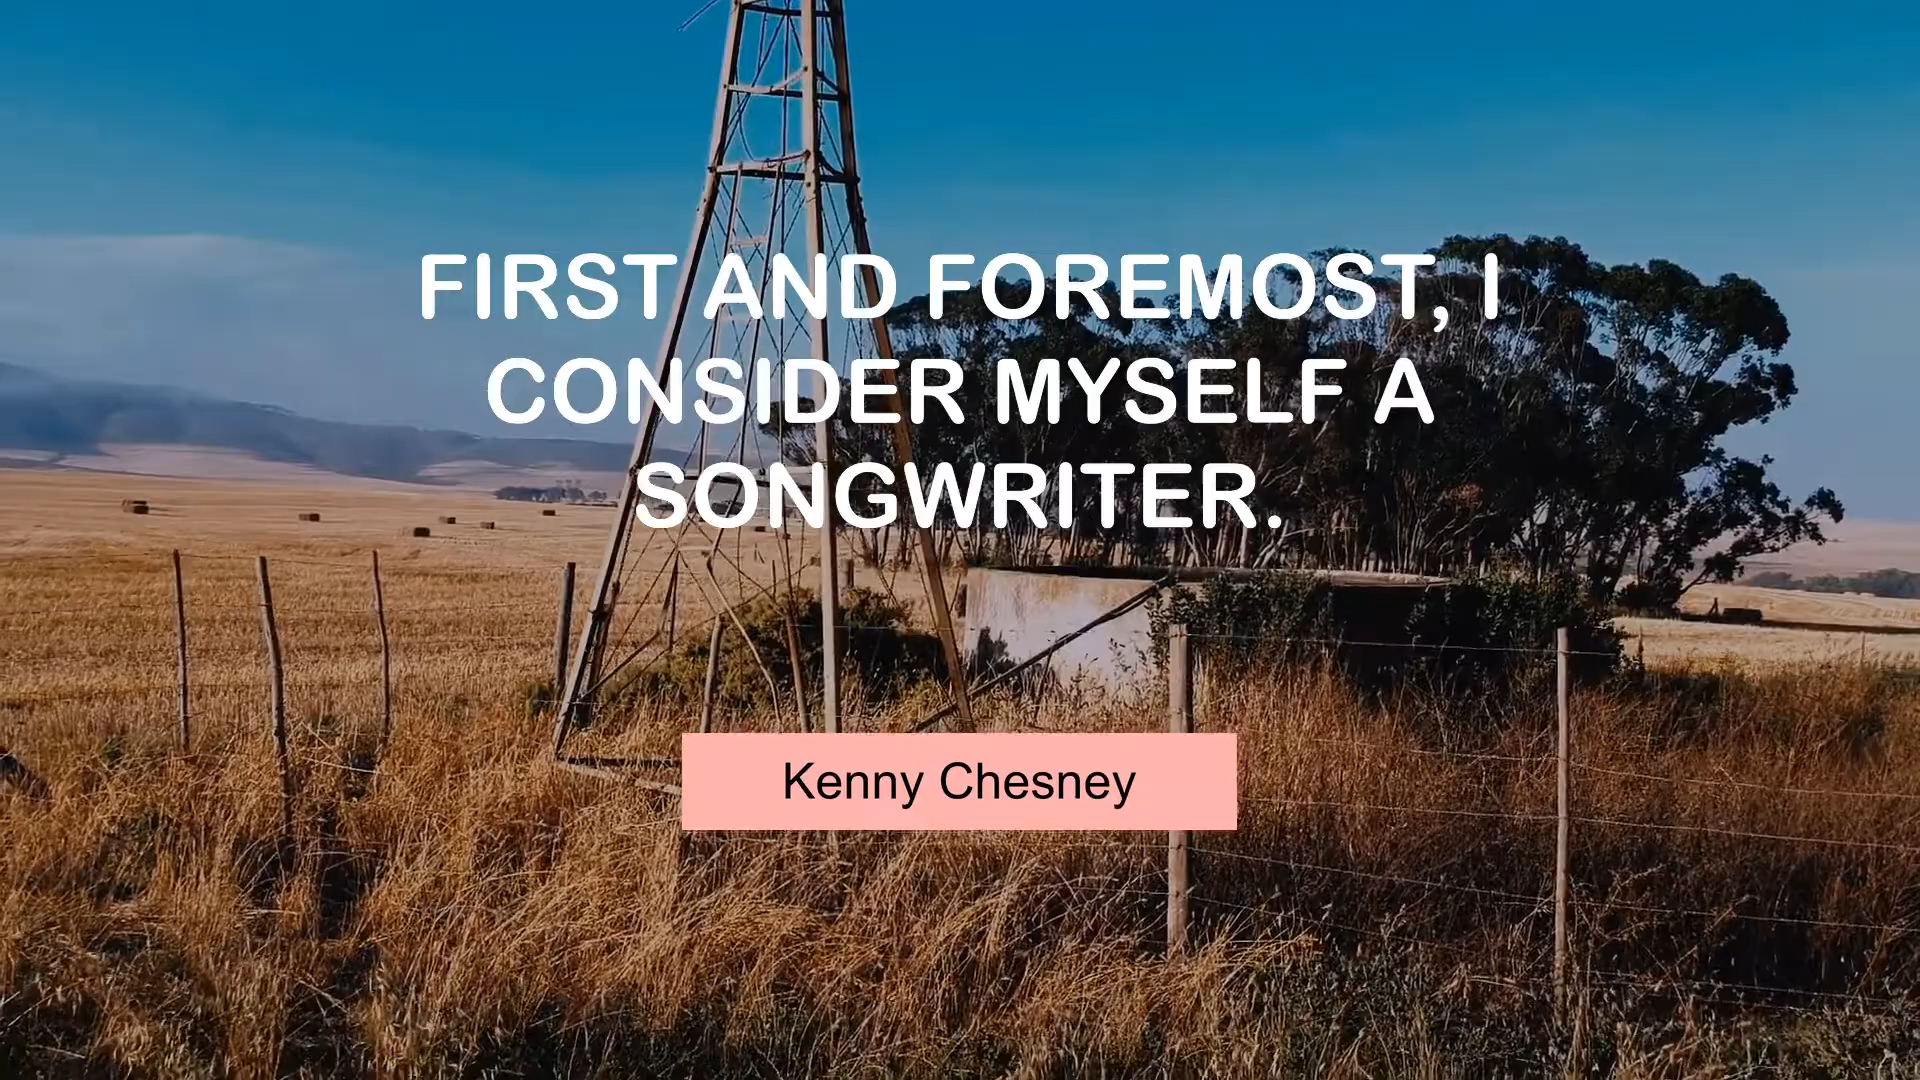 FIRST AND FOREMOST, I
CONSIDER MYSELF A
SONGWRITER.
Kenny Chesney